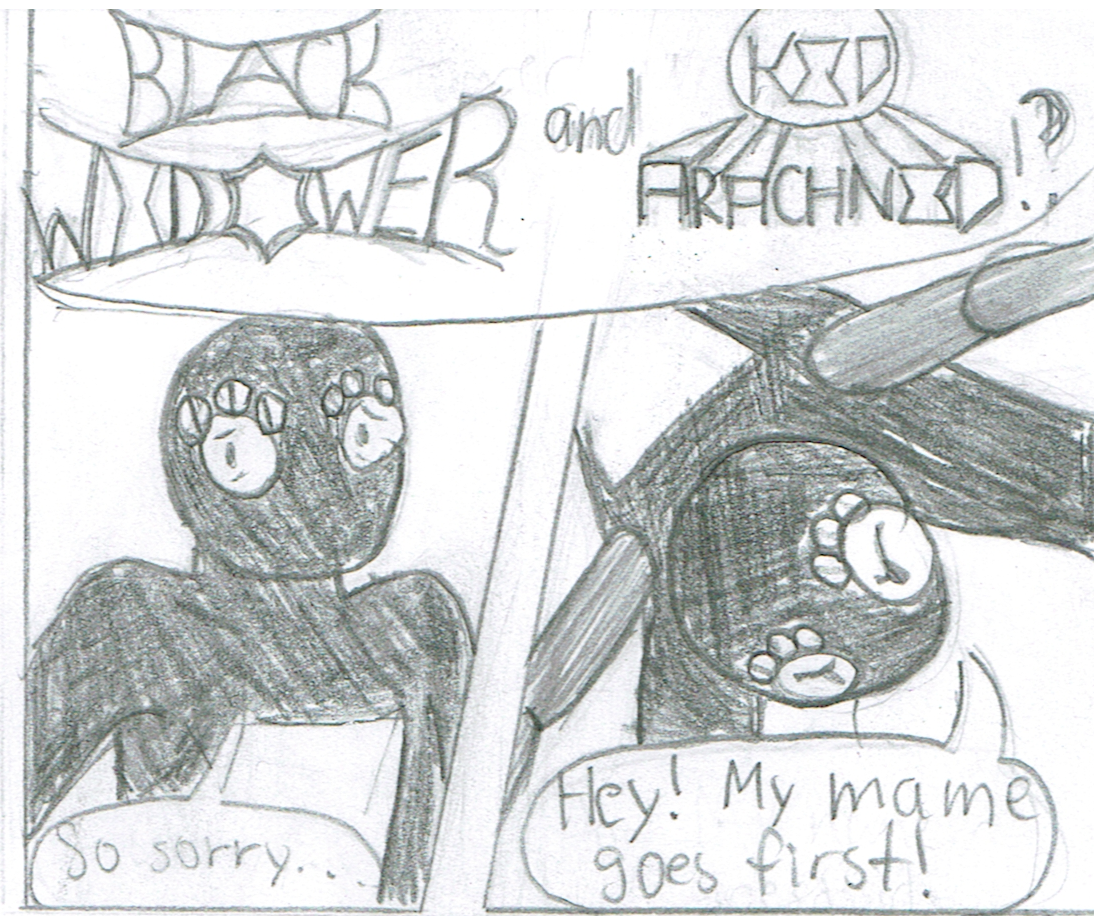 BLACK
WIDOWER
and
KID
ARACHNID!?
So sorry...
Hey! My mame
goes first!